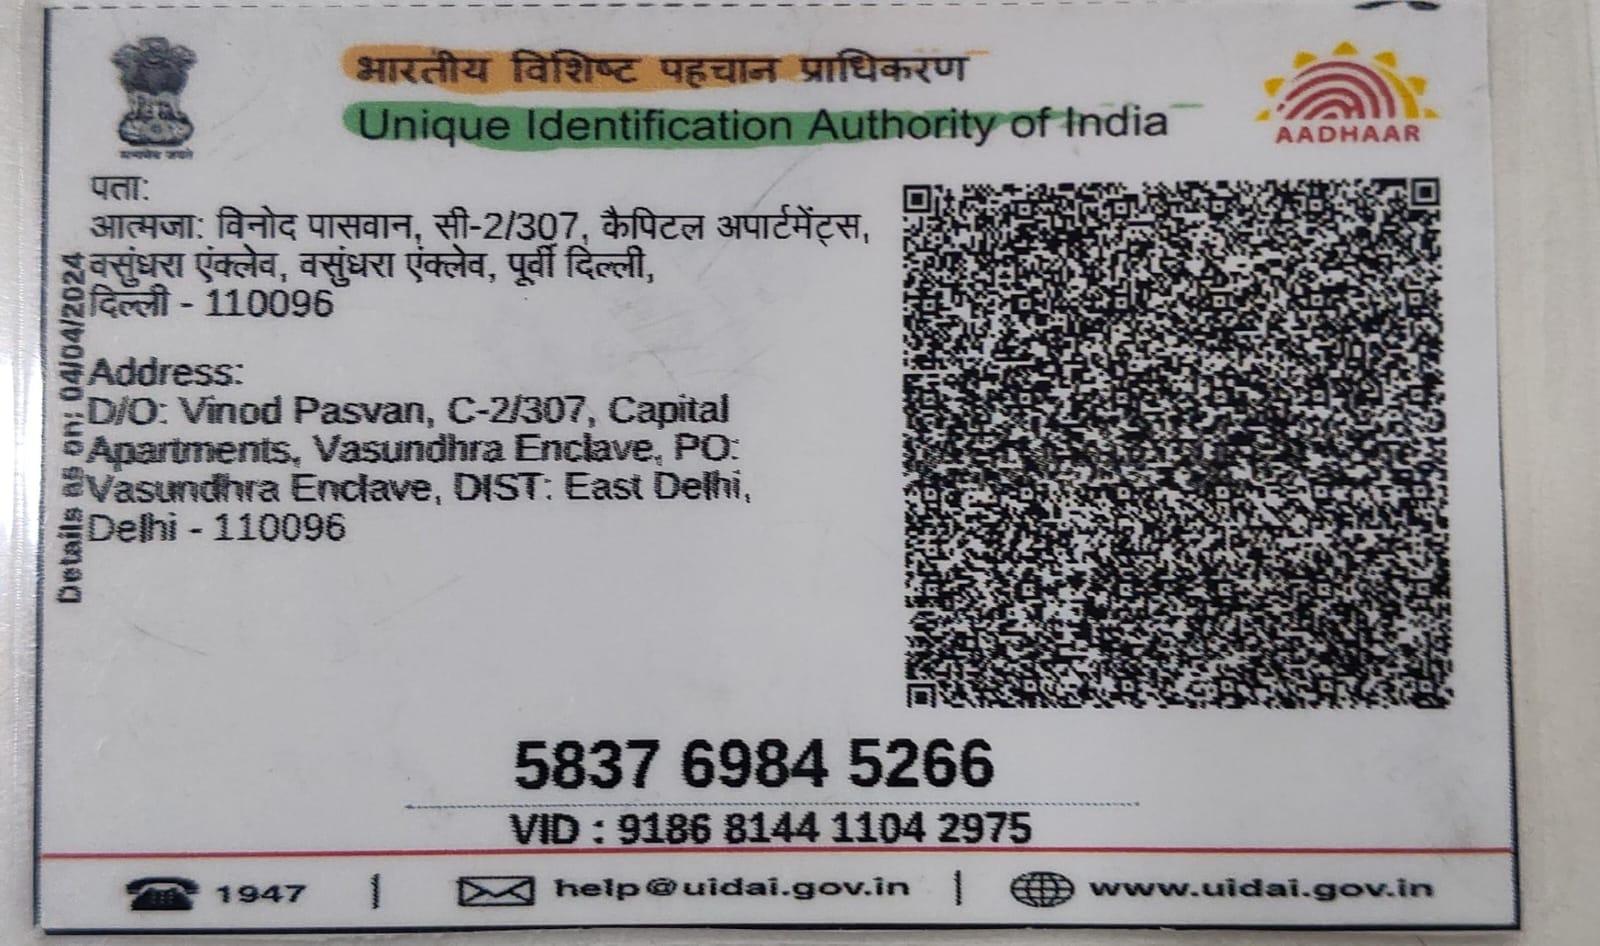 भारतीय विशिष्ट पहचान प्राधिकरण
Unique Identification Authority of India
AADHAAR
सत्यमेव जयते
पता:
आत्मजा: विनोद पासवान, सी-2/307, कैपिटल अपार्टमेंट्स,
वसुंधरा एंक्लेव, वसुंधरा एंक्लेव, पूर्वी दिल्ली,
दिल्ली - 110096
Address:
D/O: Vinod Pasvan, C-2/307, Capital
Apartments, Vasundhra Enclave, PO:
Vasundhra Enclave, DIST: East Delhi,
Delhi - 110096
Details as on: 04/04/2024
5837 6984 5266
VID : 9186 8144 1104 2975
1947 | help@uidai.gov.in | www.uidai.gov.in